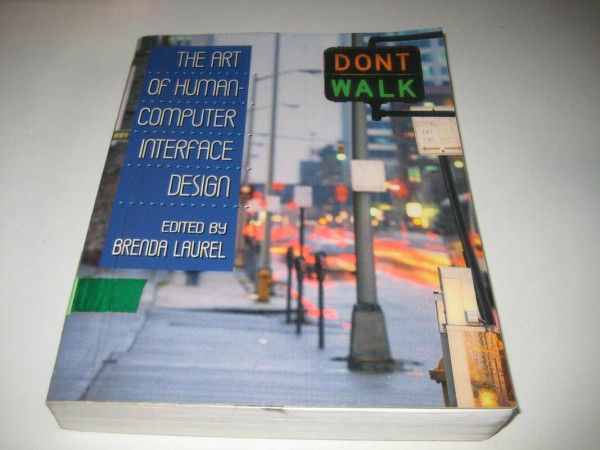 THE ART
OF HUMAN-
COMPUTER
INTERFACE
DESIGN
EDITED BY
BRENDA LAUREL
DONT
WALK